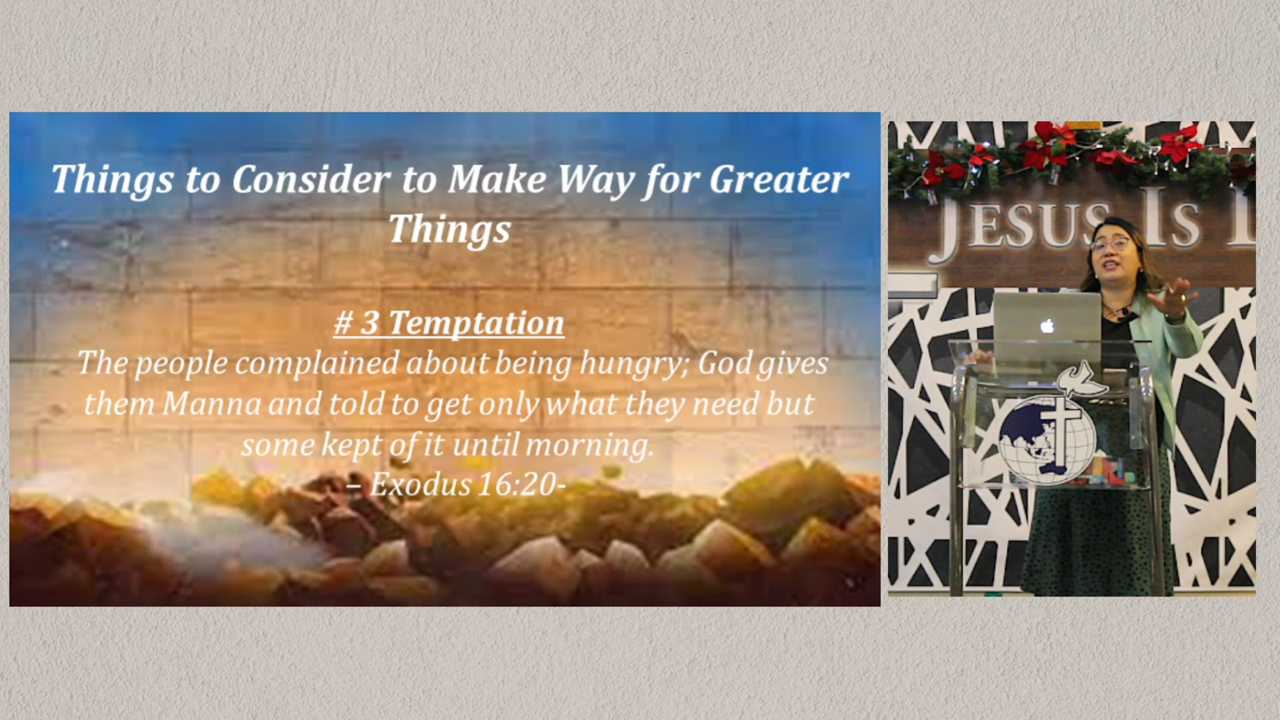 Things to Consider to Make Way for Greater
Things
# 3 Temptation
The people complained about being hungry; God gives
them Manna and told to get only what they need but
some kept of it until morning.
– Exodus 16:20-
JESUS IS L